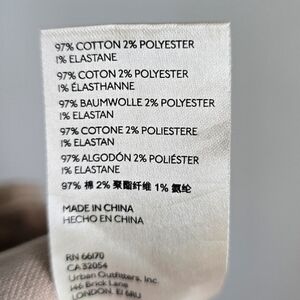 97% COTTON 2% POLYESTER
1% ELASTANE
97% COTON 2% POLYESTER
1% ÉLASTHANNE
97% BAUMWOLLE 2% POLYESTER
1% ELASTAN
97% COTONE 2% POLIESTERE
1% ELASTAN
97% ALGODÓN 2% POLIÉSTER
1% ELASTANO
97% 棉 2% 聚酯纤维 1% 氨纶
MADE IN CHINA
HECHO EN CHINA
RN 66170
CA 32054
Urban Outfitters, Inc.
146 Brick Lane
LONDON. E1 6RU